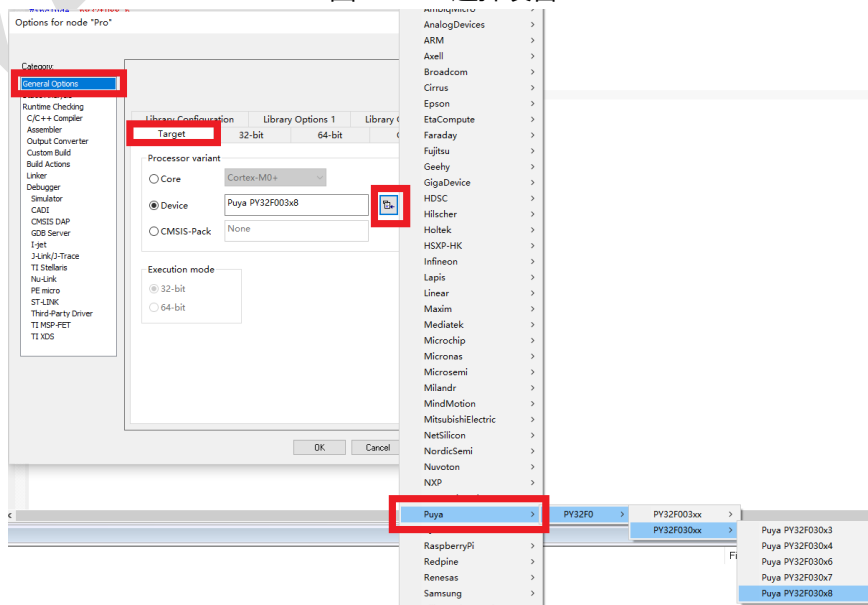 Options for node "Pro"
Category:
General Options
Runtime Checking
C/C++ Compiler
Assembler
Output Converter
Custom Build
Build Actions
Linker
Debugger
Simulator
CADI
CMSIS DAP
GDB Server
I-jet
J-Link/J-Trace
TI Stellaris
Nu-Link
PE micro
ST-LINK
Third-Party Driver
TI MSP-FET
TI XDS
Library Configuration Library Options 1 Library
Target 32-bit 64-bit
Processor variant
Core Cortex-M0+
Device Puya PY32F003x8
CMSIS-Pack None
Execution mode
32-bit
64-bit
OK Cancel
AnalogDevices
ARM
Axell
Broadcom
Cirrus
Epson
EtaCompute
Faraday
Fujitsu
Geehy
GigaDevice
HDSC
Hilscher
Holtek
HSXP-HK
Infineon
Lapis
Linear
Maxim
Mediatek
Microchip
Micronas
Microsemi
Milandr
MindMotion
MitsubishiElectric
NetSilicon
NordicSemi
Nuvoton
NXP
Puya
RaspberryPi
Redpine
Renesas
Samsung
PY32F0
PY32F003xx
PY32F030xx
Puya PY32F030x3
Puya PY32F030x4
Puya PY32F030x6
Puya PY32F030x7
Puya PY32F030x8